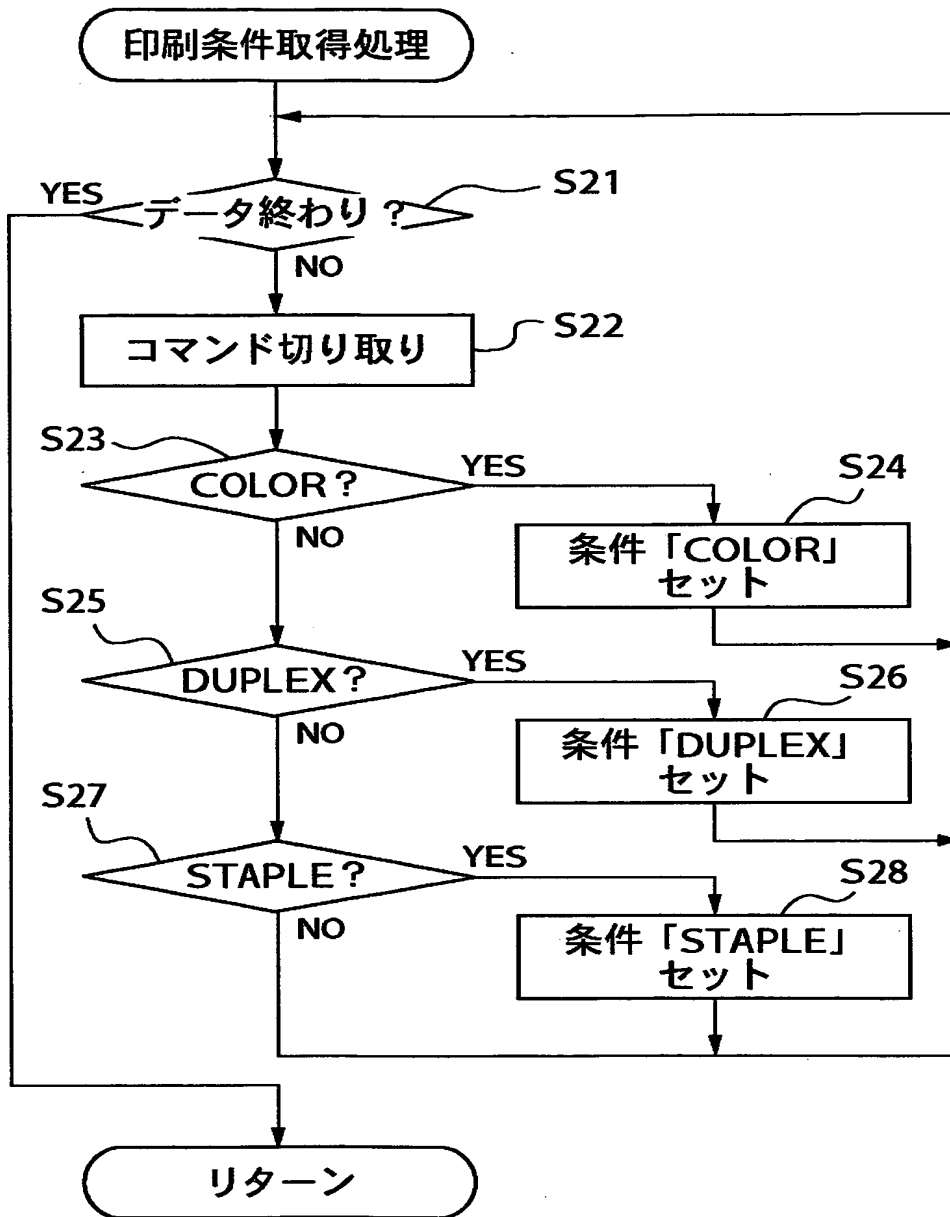 印刷条件取得処理
YES
データ終わり?
S21
NO
コマンド切り取り
S22
S23
COLOR?
YES
NO
S24
条件「COLOR」
セット
S25
DUPLEX?
YES
NO
S26
条件「DUPLEX」
セット
S27
STAPLE?
YES
NO
S28
条件「STAPLE」
セット
リターン